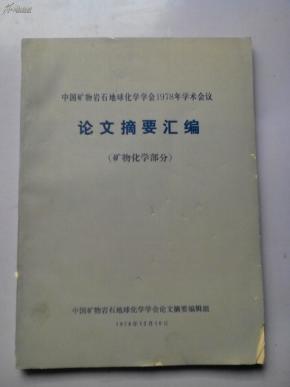 中国矿物岩石地球化学学会1978年学术会议
论文摘要汇编
（矿物化学部分）
中国矿物岩石地球化学学会论文摘要编辑组